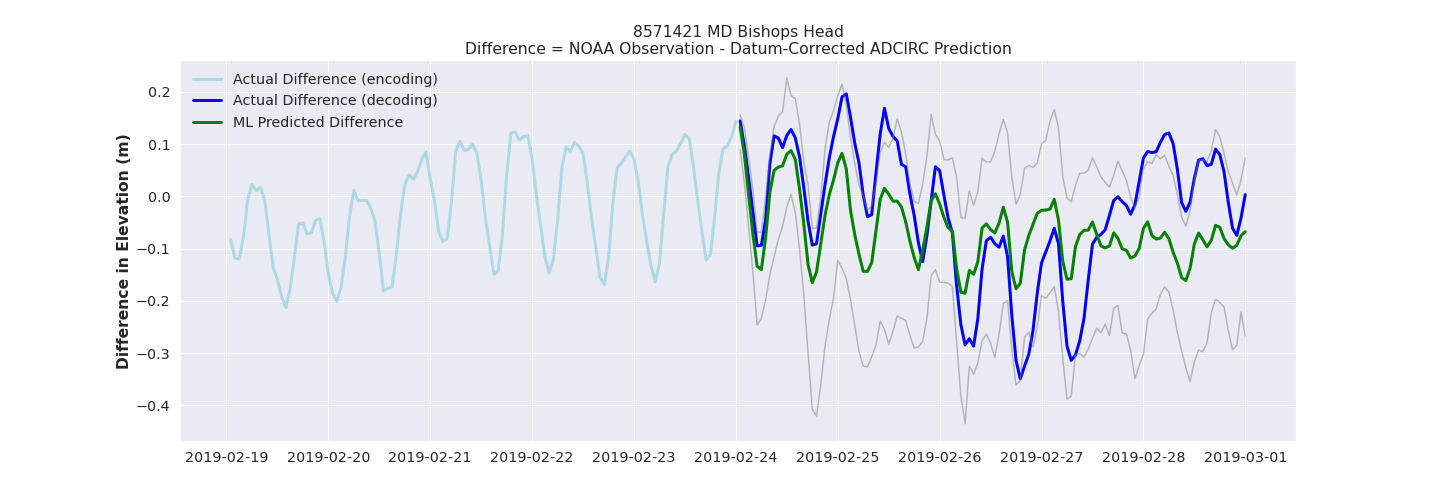 8571421 MD Bishops Head
Difference = NOAA Observation - Datum-Corrected ADCIRC Prediction
Actual Difference (encoding)
Actual Difference (decoding)
ML Predicted Difference
Difference in Elevation (m)
0.2
0.1
0.0
−0.1
−0.2
−0.3
−0.4
2019-02-19 2019-02-20 2019-02-21 2019-02-22 2019-02-23 2019-02-24 2019-02-25 2019-02-26 2019-02-27 2019-02-28 2019-03-01